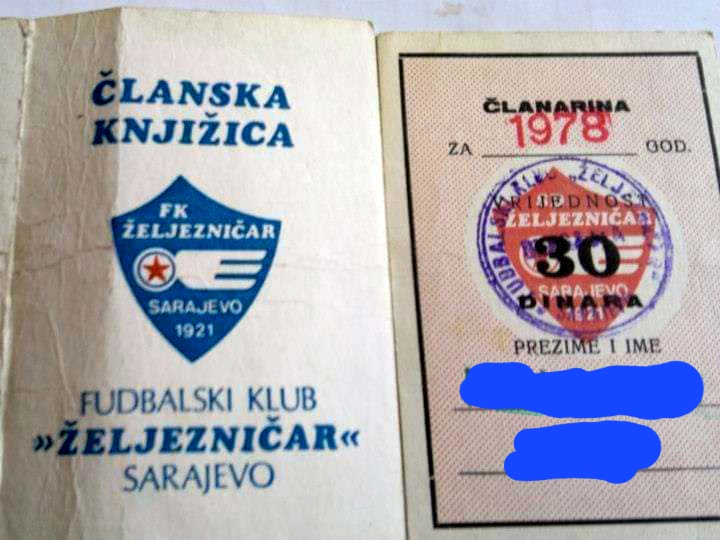 ČLANSKA
KNJIŽICA
FK
ŽELJEZNIČAR
SARAJEVO
1921
FUDBALSKI KLUB
»ŽELJEZNIČAR«
SARAJEVO
ČLANARINA
ZA 1978 GOD.
VRIJEDNOST
ŽELJEZNIČAR
30
SARAJEVO
DINARA
1921
PREZIME I IME